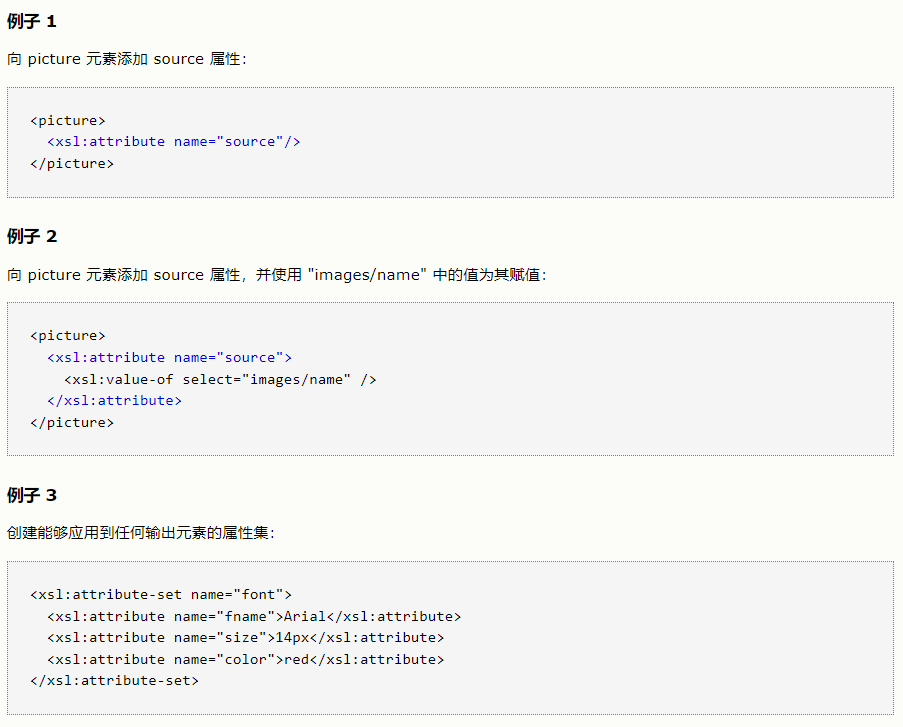 例子 1
向 picture 元素添加 source 属性：
<picture>
  <xsl:attribute name="source"/>
</picture>
例子 2
向 picture 元素添加 source 属性，并使用 "images/name" 中的值为其赋值：
<picture>
  <xsl:attribute name="source">
    <xsl:value-of select="images/name" />
  </xsl:attribute>
</picture>
例子 3
创建能够应用到任何输出元素的属性集：
<xsl:attribute-set name="font">
  <xsl:attribute name="fname">Arial</xsl:attribute>
  <xsl:attribute name="size">14px</xsl:attribute>
  <xsl:attribute name="color">red</xsl:attribute>
</xsl:attribute-set>